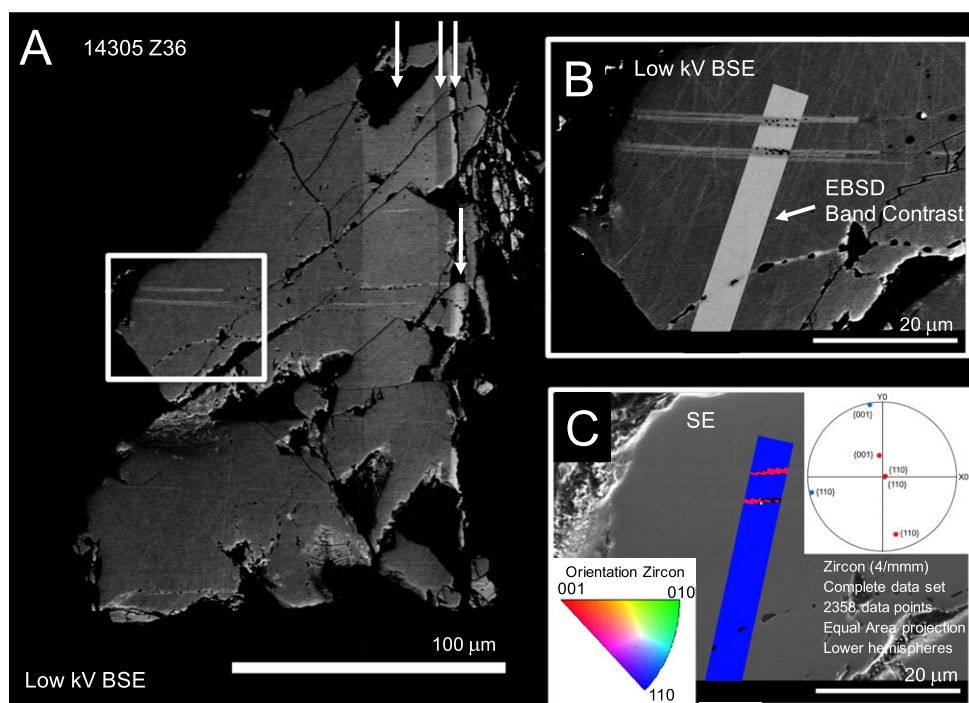 A
14305 Z36
100 μm
Low kV BSE
B
Low kV BSE
EBSD
Band Contrast
20 μm
C
SE
Y0
{001}
{001}
{110}
X0
{110}
{110}
{110}
Orientation Zircon
001
010
110
Zircon (4/mmm)
Complete data set
2358 data points
Equal Area projection
Lower hemispheres
20 μm